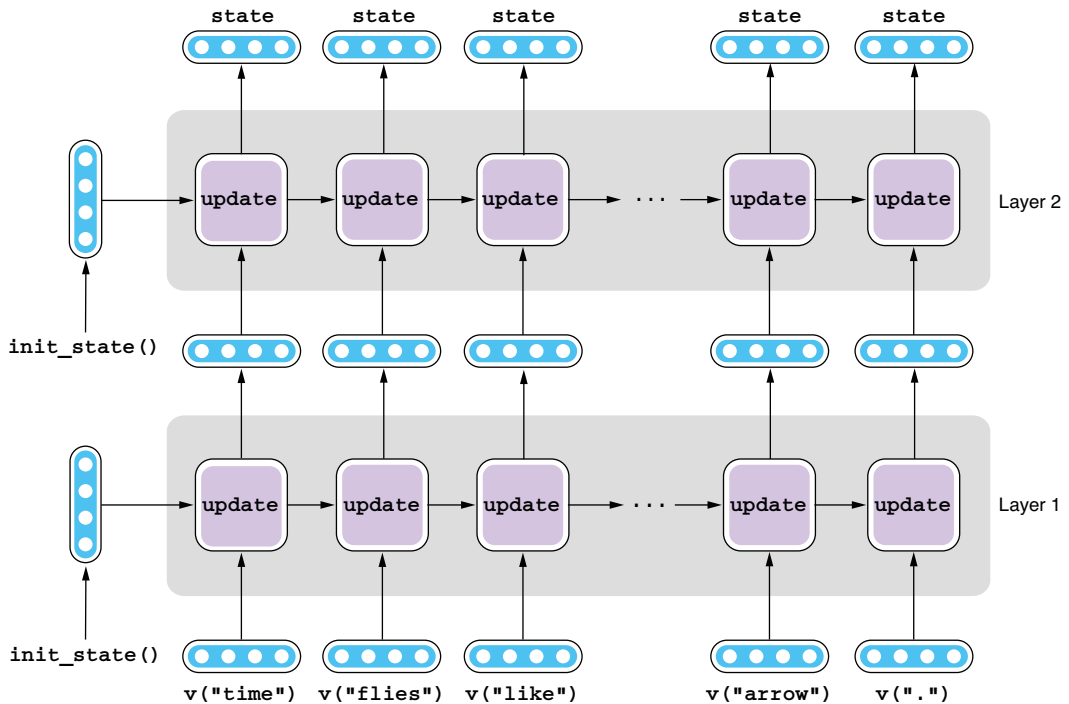 state state state state state
update update update ... update update Layer 2
init_state()
update update update ... update update Layer 1
init_state()
v("time") v("flies") v("like") v("arrow") v(".")